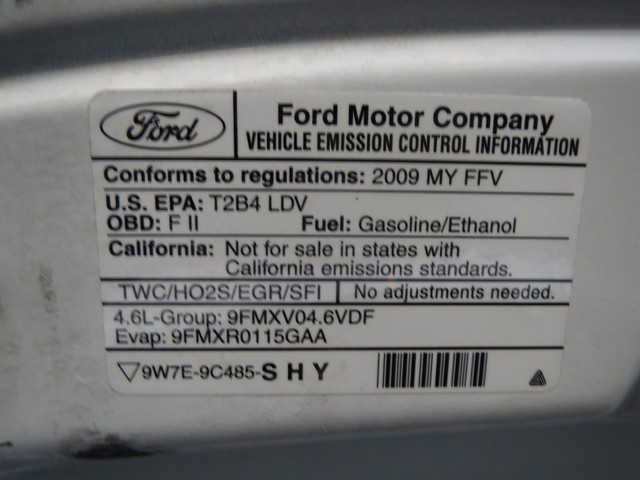 Ford
Ford Motor Company
VEHICLE EMISSION CONTROL INFORMATION
Conforms to regulations: 2009 MY FFV
U.S. EPA: T2B4 LDV
OBD: F II Fuel: Gasoline/Ethanol
California: Not for sale in states with
California emissions standards.
TWC/HO2S/EGR/SFI No adjustments needed.
4.6L-Group: 9FMXV04.6VDF
Evap: 9FMXR0115GAA
▽9W7E-9C485-S H Y